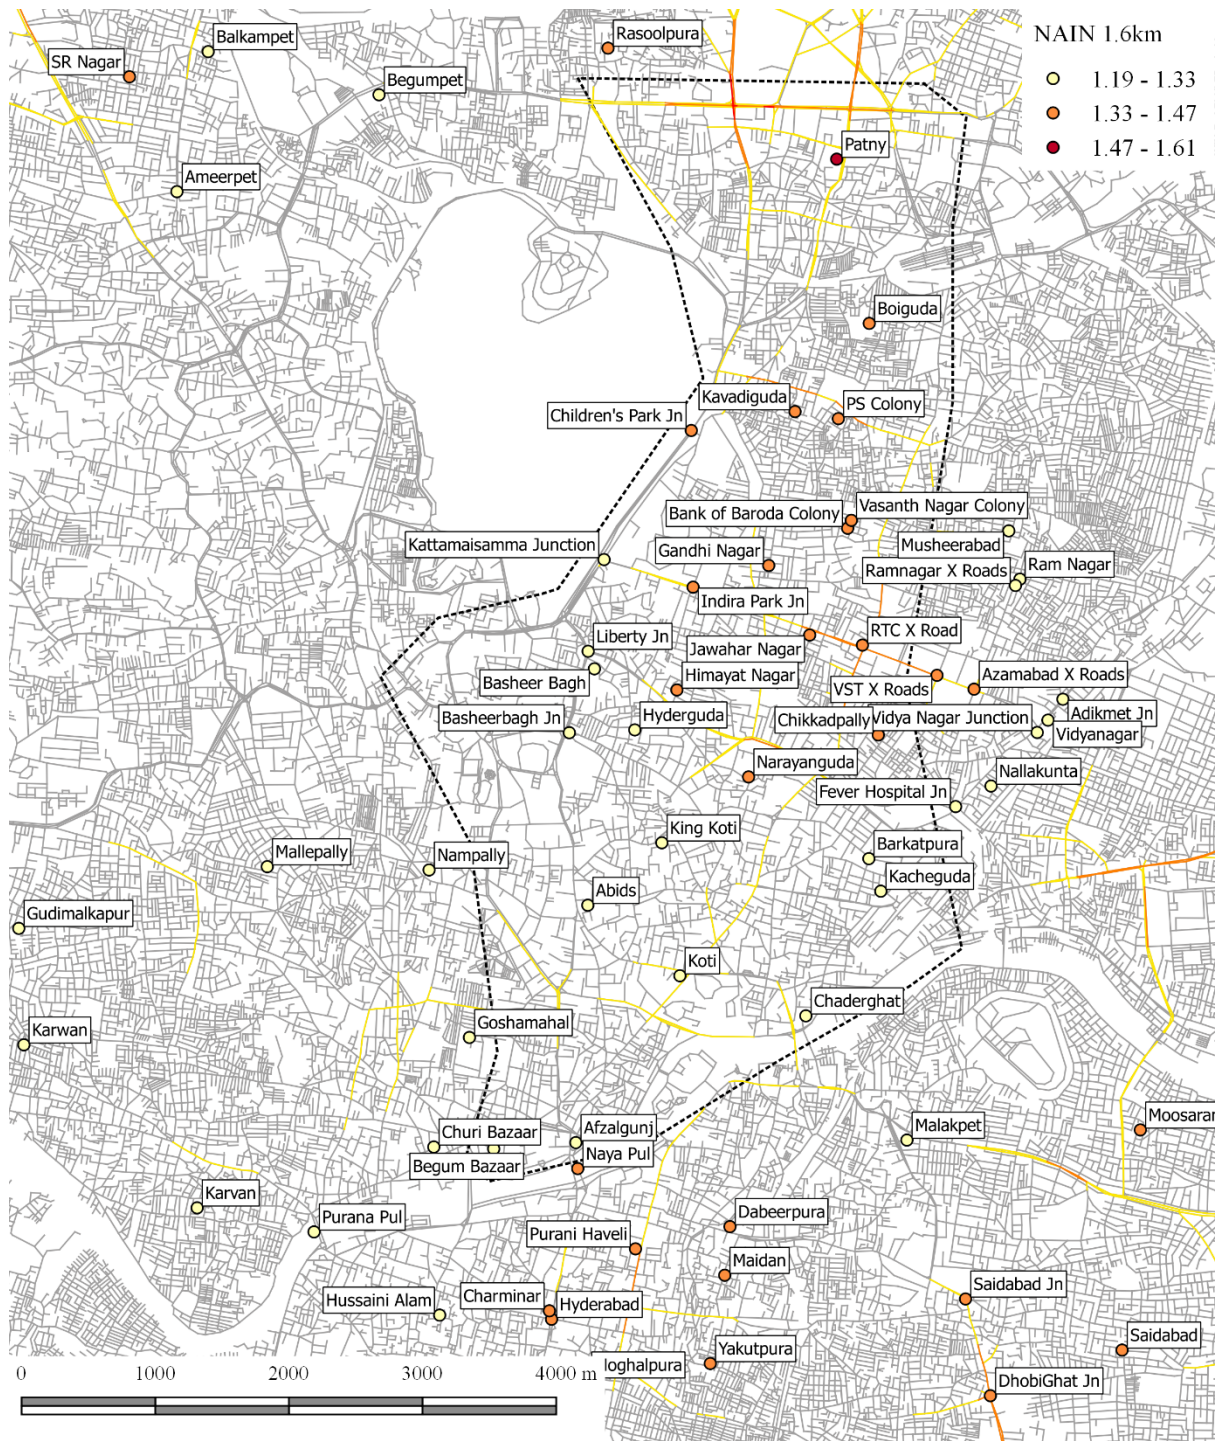 NAIN 1.6km
1.19 - 1.33
1.33 - 1.47
1.47 - 1.61
Rasoolpura
Balkampet
SR Nagar
Begumpet
Patny
Ameerpet
Boiguda
Kavadiguda
PS Colony
Children's Park Jn
Vasanth Nagar Colony
Bank of Baroda Colony
Musheerabad
Kattamaisamma Junction
Gandhi Nagar
Ramnagar X Roads
Ram Nagar
Indira Park Jn
Liberty Jn
RTC X Road
Jawahar Nagar
Basheer Bagh
Himayat Nagar
VST X Roads
Azamabad X Roads
Basheerbagh Jn
Hyderguda
Chikkadpally
Vidya Nagar Junction
Adikmet Jn
Vidyanagar
Narayanguda
Fever Hospital Jn
Nallakunta
King Koti
Barkatpura
Mallepally
Nampally
Kacheguda
Abids
Gudimalkapur
Koti
Chaderghat
Karwan
Goshamahal
Moosaran
Afzalgunj
Malakpet
Churi Bazaar
Naya Pul
Begum Bazaar
Karvan
Purana Pul
Dabeerpura
Purani Haveli
Maidan
Saidabad Jn
Hussaini Alam
Charminar
Hyderabad
Saidabad
Yakutpura
loghalpura
DhobiGhat Jn
0 1000 2000 3000 4000 m